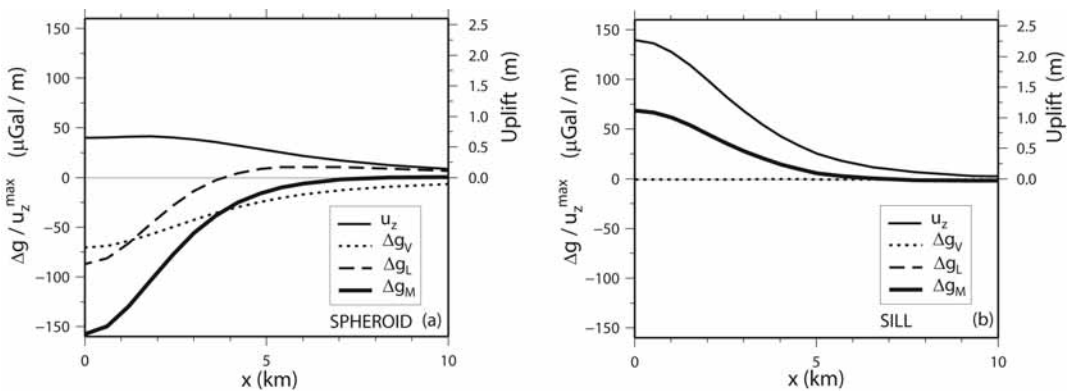 150
100
50
0
−50
−100
−150
Δg / u_z^max (μGal / m)
2.5
2.0
1.5
1.0
0.5
0.0
Uplift (m)
u_z
Δg_V
Δg_L
Δg_M
SPHEROID (a)
0 5 10
x (km)
150
100
50
0
−50
−100
−150
Δg / u_z^max (μGal / m)
2.5
2.0
1.5
1.0
0.5
0.0
Uplift (m)
u_z
Δg_V
Δg_L
Δg_M
SILL (b)
0 5 10
x (km)